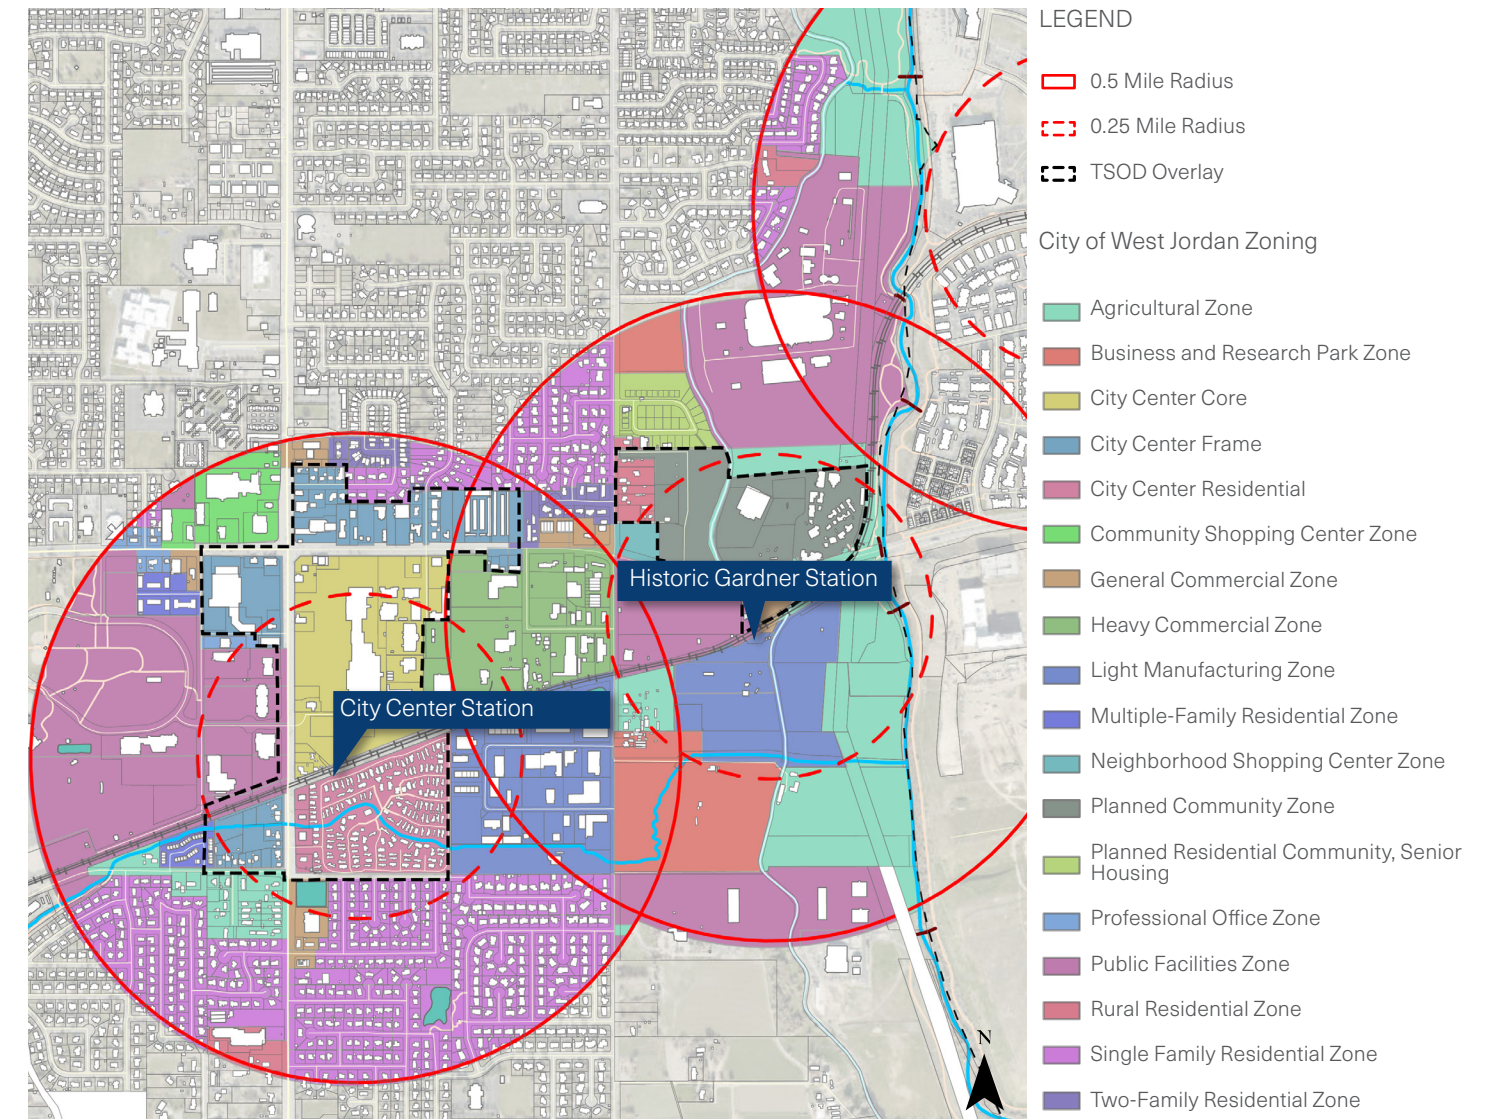 LEGEND
0.5 Mile Radius
0.25 Mile Radius
TSOD Overlay
City of West Jordan Zoning
Agricultural Zone
Business and Research Park Zone
City Center Core
City Center Frame
City Center Residential
Community Shopping Center Zone
General Commercial Zone
Heavy Commercial Zone
Light Manufacturing Zone
Multiple-Family Residential Zone
Neighborhood Shopping Center Zone
Planned Community Zone
Planned Residential Community, Senior
Housing
Professional Office Zone
Public Facilities Zone
Rural Residential Zone
Single Family Residential Zone
Two-Family Residential Zone
Historic Gardner Station
City Center Station
N